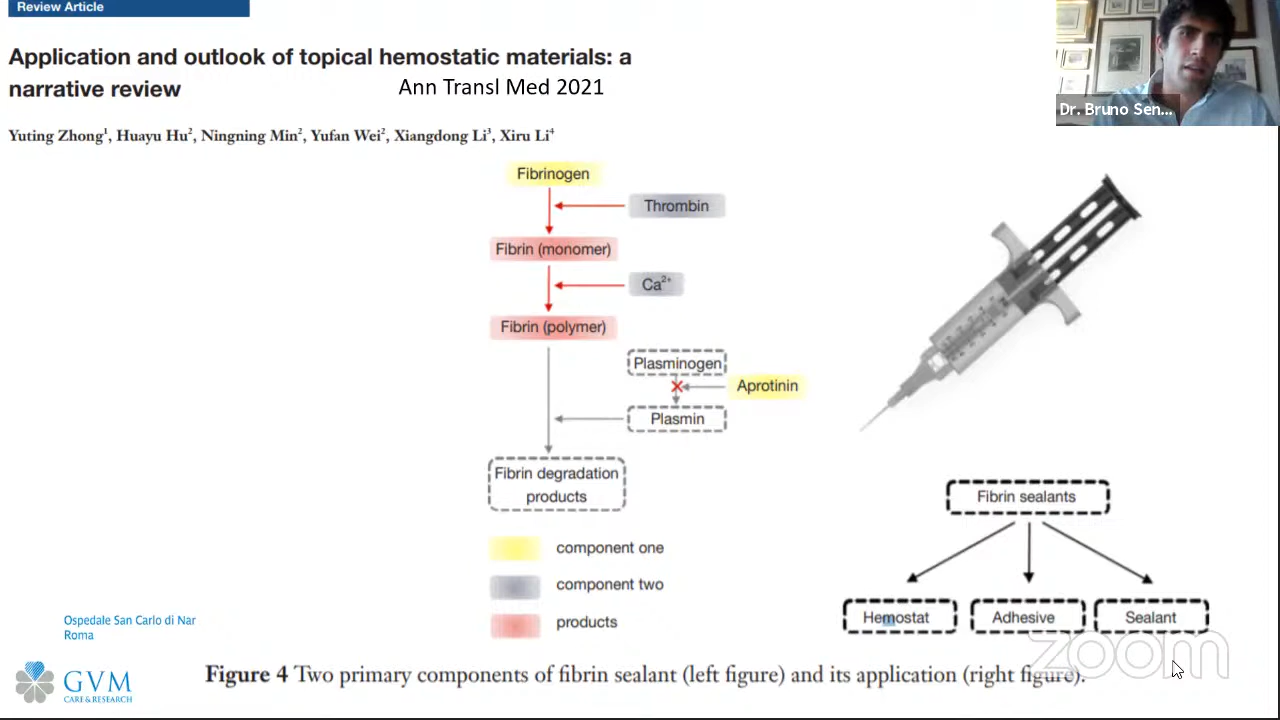 Review Article
Application and outlook of topical hemostatic materials: a
narrative review
Ann Transl Med 2021
Yuting Zhong1, Huayu Hu2, Ningning Min2, Yufan Wei2, Xiangdong Li3, Xiru Li4
Dr. Bruno Sen...
Fibrinogen
Thrombin
Fibrin (monomer)
Ca2+
Fibrin (polymer)
Plasminogen
Aprotinin
Plasmin
Fibrin degradation
products
component one
component two
products
Fibrin sealants
Hemostat
Adhesive
Sealant
Ospedale San Carlo di Nar
Roma
GVM
CARE & RESEARCH
zoom
Figure 4 Two primary components of fibrin sealant (left figure) and its application (right figure).